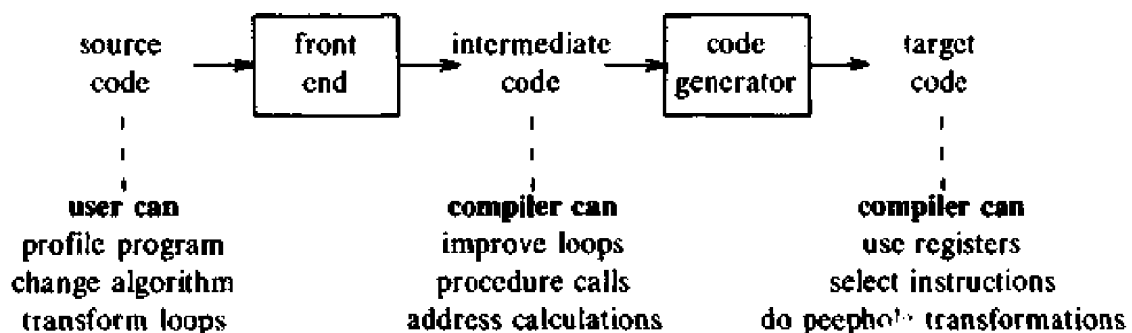 source
code
front
end
intermediate
code
code
generator
target
code
user can
profile program
change algorithm
transform loops
compiler can
improve loops
procedure calls
address calculations
compiler can
use registers
select instructions
do peephole transformations